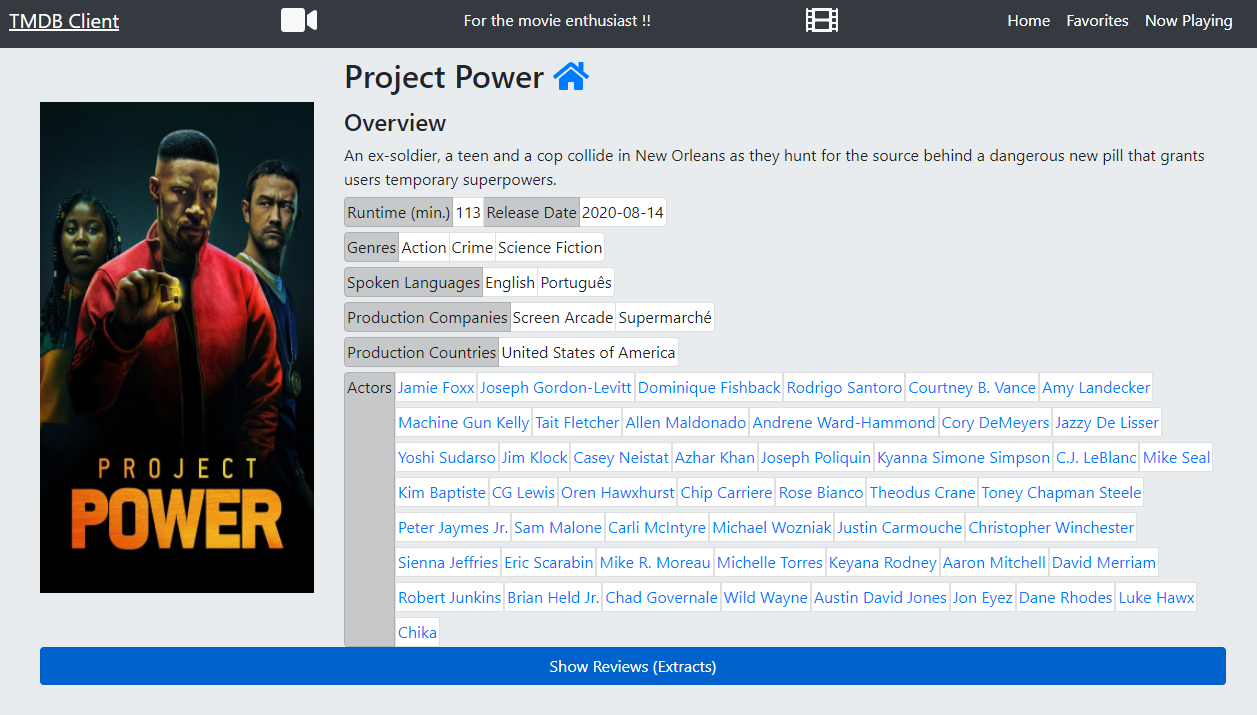 TMDB Client For the movie enthusiast !! Home Favorites Now Playing
Project Power
Overview
An ex-soldier, a teen and a cop collide in New Orleans as they hunt for the source behind a dangerous new pill that grants
users temporary superpowers.
Runtime (min.) 113 Release Date 2020-08-14
Genres Action Crime Science Fiction
Spoken Languages English Português
Production Companies Screen Arcade Supermarché
Production Countries United States of America
Actors Jamie Foxx Joseph Gordon-Levitt Dominique Fishback Rodrigo Santoro Courtney B. Vance Amy Landecker
Machine Gun Kelly Tait Fletcher Allen Maldonado Andrene Ward-Hammond Cory DeMeyers Jazzy De Lisser
Yoshi Sudarso Jim Klock Casey Neistat Azhar Khan Joseph Poliquin Kyanna Simone Simpson C.J. LeBlanc Mike Seal
Kim Baptiste CG Lewis Oren Hawxhurst Chip Carriere Rose Bianco Theodus Crane Toney Chapman Steele
Peter Jaymes Jr. Sam Malone Carli McIntyre Michael Wozniak Justin Carmouche Christopher Winchester
Sienna Jeffries Eric Scarabin Mike R. Moreau Michelle Torres Keyana Rodney Aaron Mitchell David Merriam
Robert Junkins Brian Held Jr. Chad Governale Wild Wayne Austin David Jones Jon Eyez Dane Rhodes Luke Hawx
Chika
PROJECT
POWER
Show Reviews (Extracts)